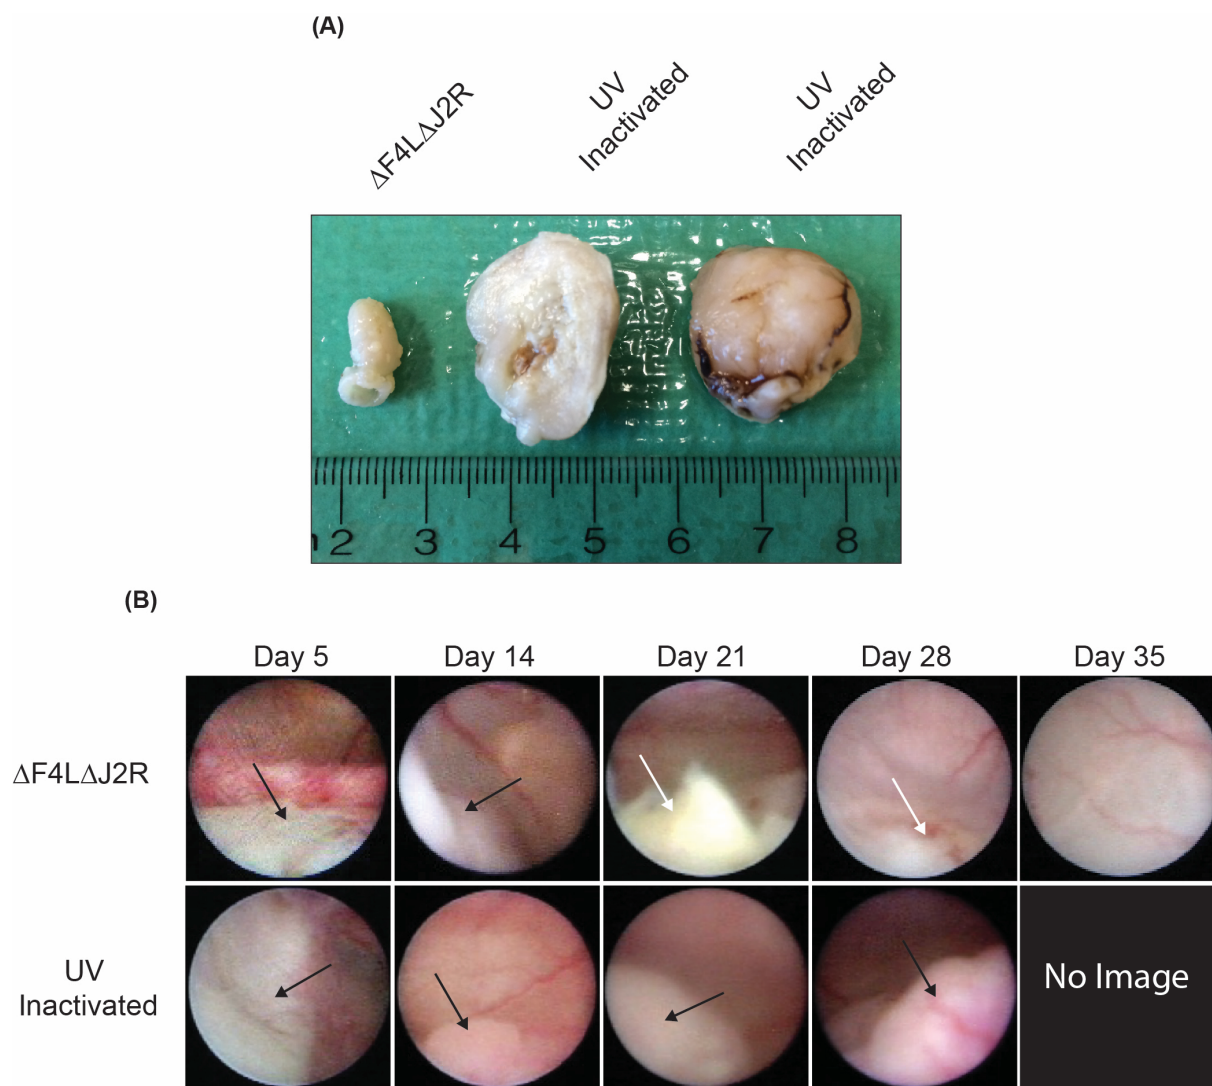 (A)
ΔF4LΔJ2R
UV
Inactivated
UV
Inactivated
2 3 4 5 6 7 8
(B)
Day 5 Day 14 Day 21 Day 28 Day 35
ΔF4LΔJ2R
UV
Inactivated
No Image